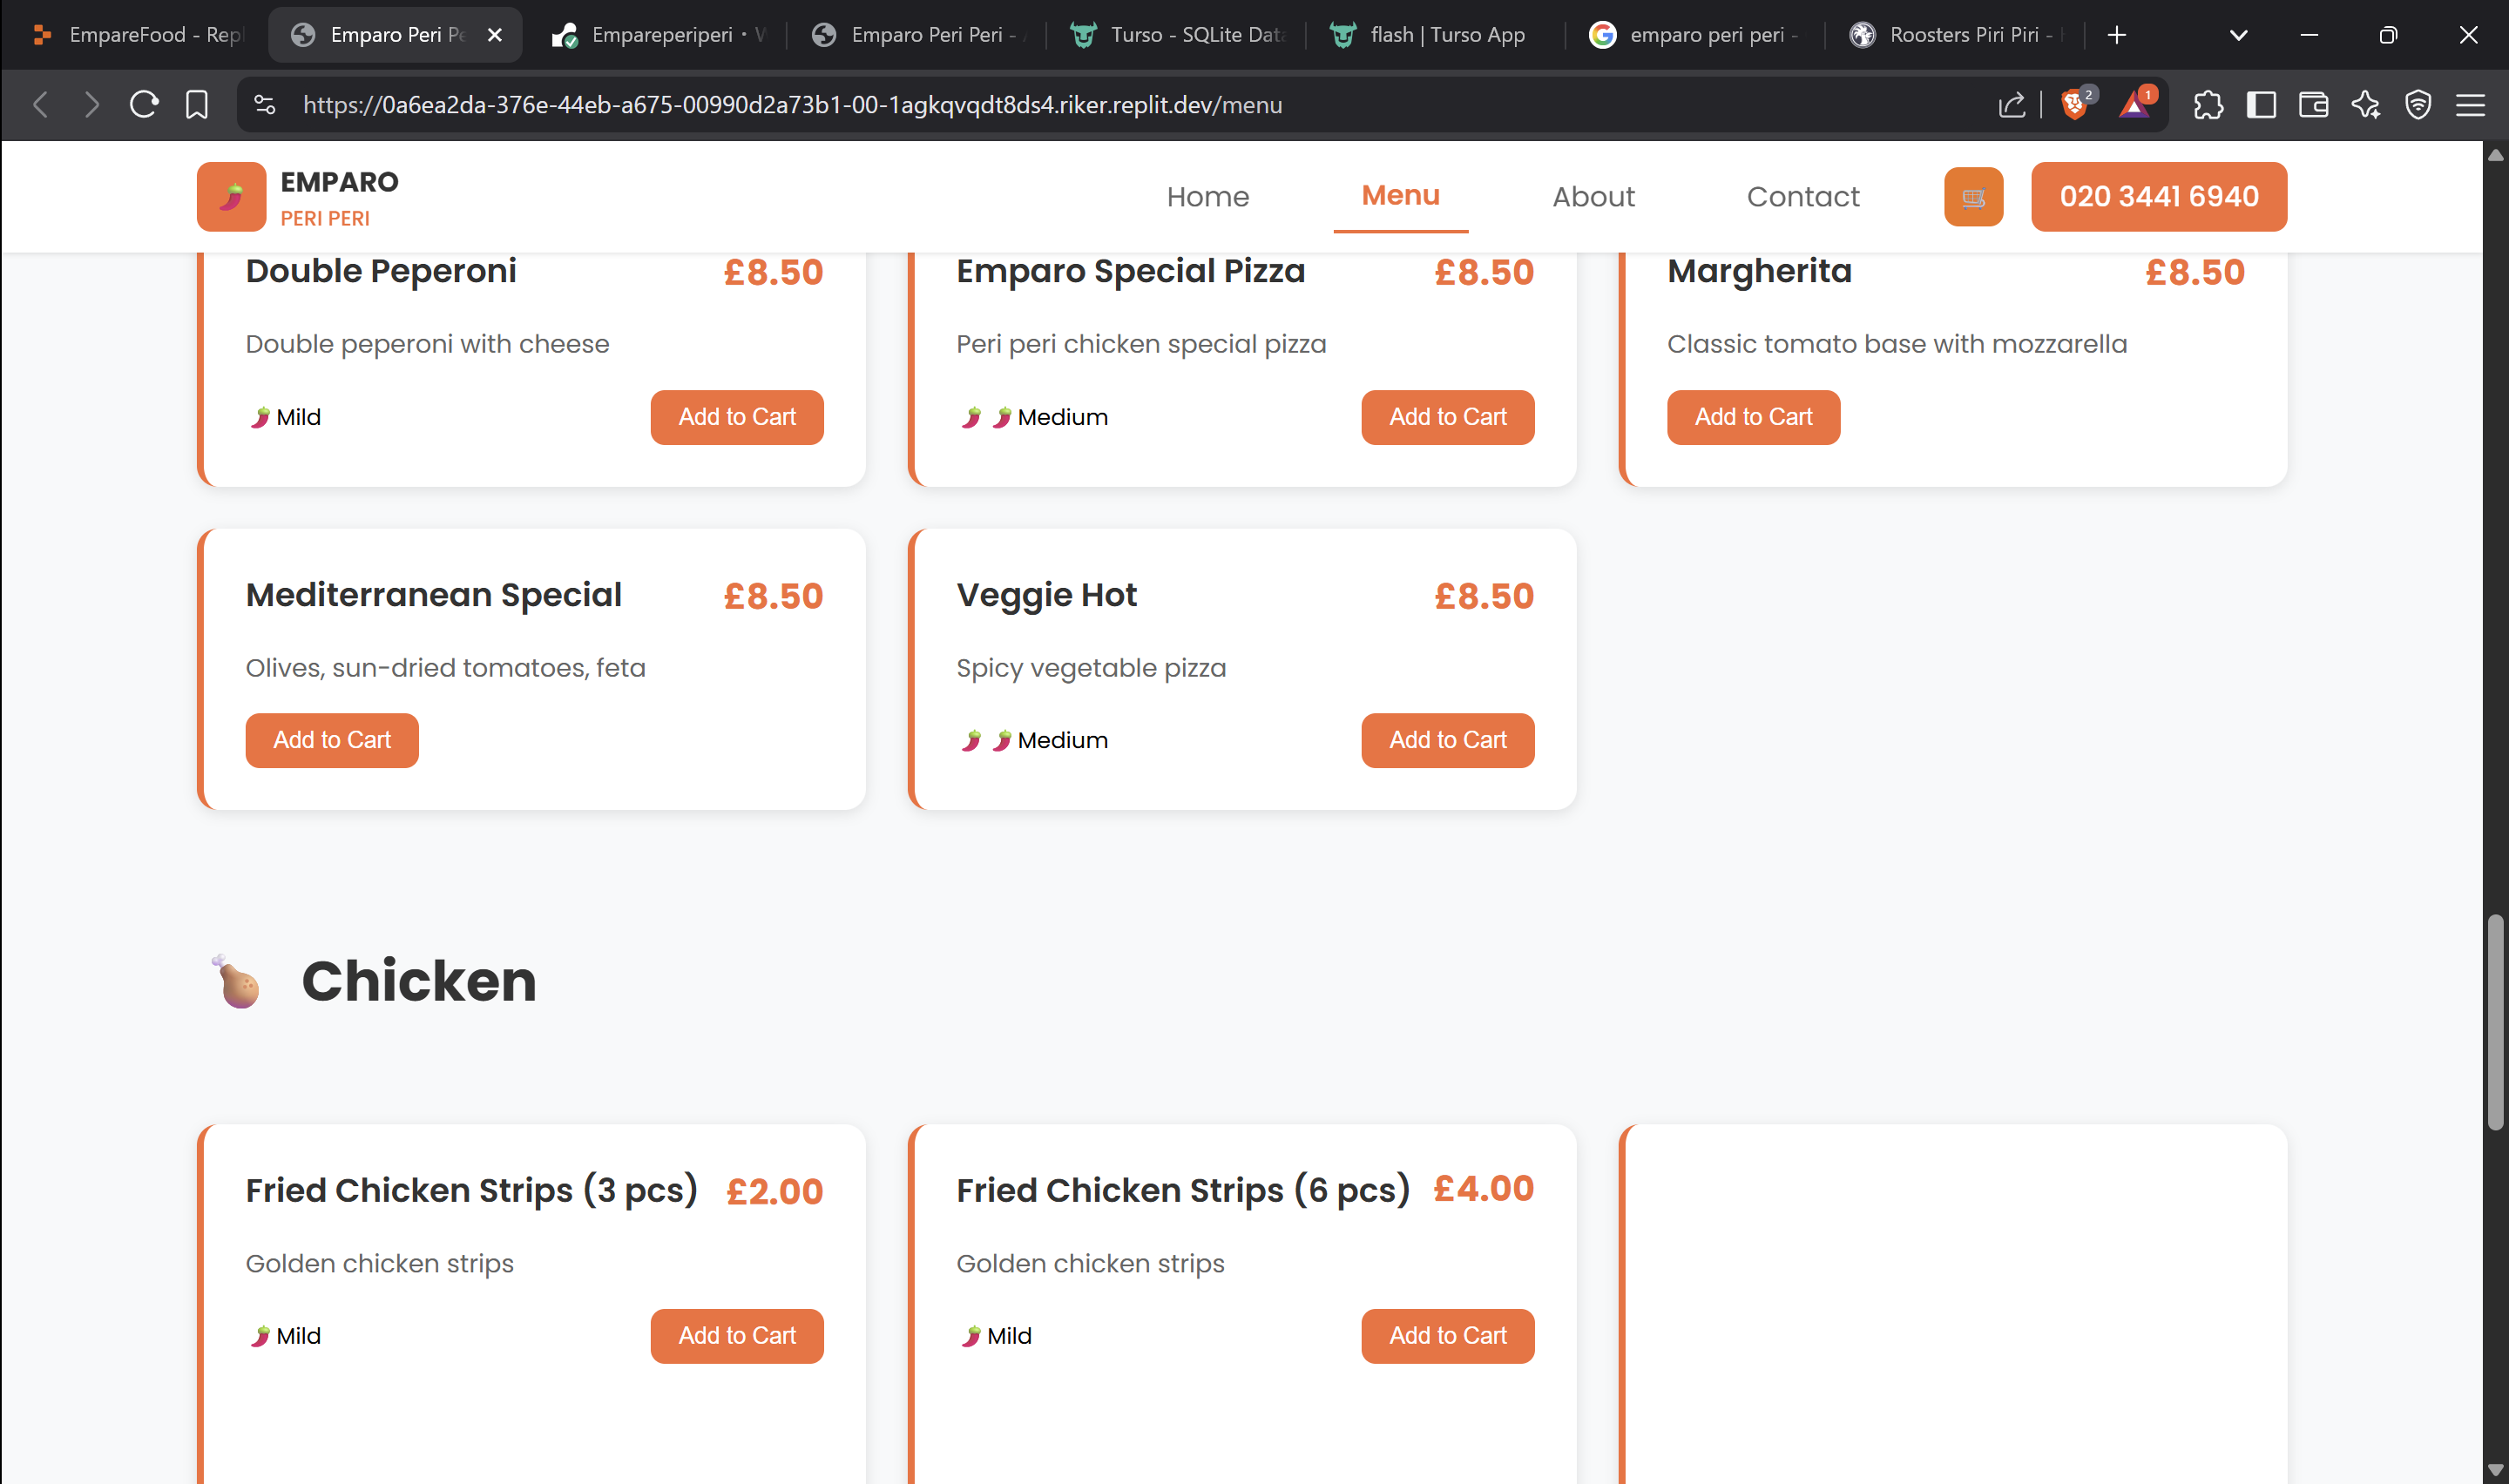 EmpareFood - Repl
Emparo Peri Pe
Empareperiperi • W
Emparo Peri Peri -
Turso - SQLite Data
flash | Turso App
emparo peri peri -
Roosters Piri Piri -
https://0a6ea2da-376e-44eb-a675-00990d2a73b1-00-1agkqvqdt8ds4.riker.replit.dev/menu
2
1
EMPARO
PERI PERI
Home
Menu
About
Contact
020 3441 6940
Double Peperoni £8.50
Double peperoni with cheese
Mild
Add to Cart
Emparo Special Pizza £8.50
Peri peri chicken special pizza
Medium
Add to Cart
Margherita £8.50
Classic tomato base with mozzarella
Add to Cart
Mediterranean Special £8.50
Olives, sun-dried tomatoes, feta
Add to Cart
Veggie Hot £8.50
Spicy vegetable pizza
Medium
Add to Cart
Chicken
Fried Chicken Strips (3 pcs) £2.00
Golden chicken strips
Mild
Add to Cart
Fried Chicken Strips (6 pcs) £4.00
Golden chicken strips
Mild
Add to Cart